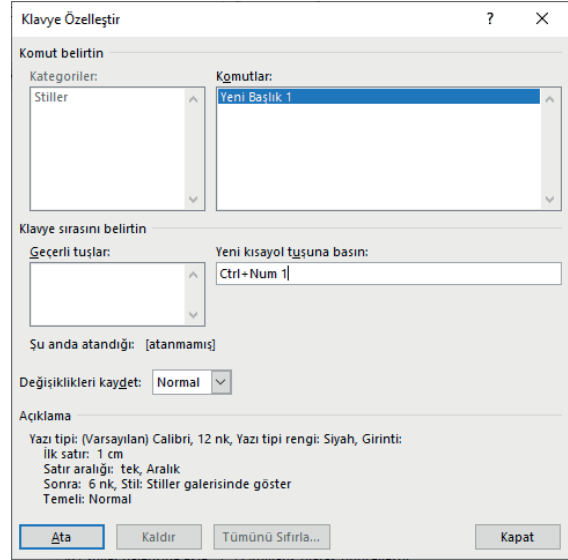 Klavye Özelleştir
Komut belirtin
Kategoriler:
Komutlar:
Stiller
Yeni Başlık 1
Klavye sırasını belirtin
Geçerli tuşlar:
Yeni kısayol tuşuna basın:
Ctrl+Num 1
Şu anda atandığı: [atanmamış]
Değişiklikleri kaydet: Normal
Açıklama
Yazı tipi: (Varsayılan) Calibri, 12 nk, Yazı tipi rengi: Siyah, Girinti:
İlk satır: 1 cm
Satır aralığı: tek, Aralık
Sonra: 6 nk, Stil: Stiller galerisinde göster
Temeli: Normal
Ata Kaldır Tümünü Sıfırla... Kapat